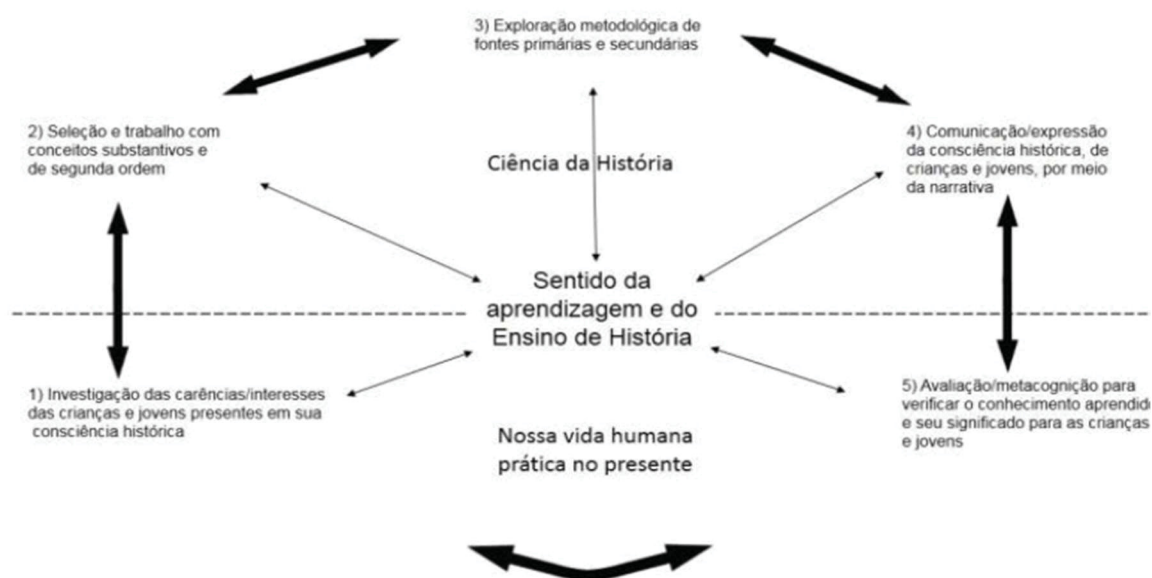 3) Exploração metodológica de
fontes primárias e secundárias
2) Seleção e trabalho com
conceitos substantivos e
de segunda ordem
Ciência da História
4) Comunicação/expressão
da consciência histórica, de
crianças e jovens, por meio
da narrativa
Sentido da
aprendizagem e do
Ensino de História
1) Investigação das carências/interesses
das crianças e jovens presentes em sua
consciência histórica
5) Avaliação/metacognição para
verificar o conhecimento aprendid
e seu significado para as crianças
e jovens
Nossa vida humana
prática no presente